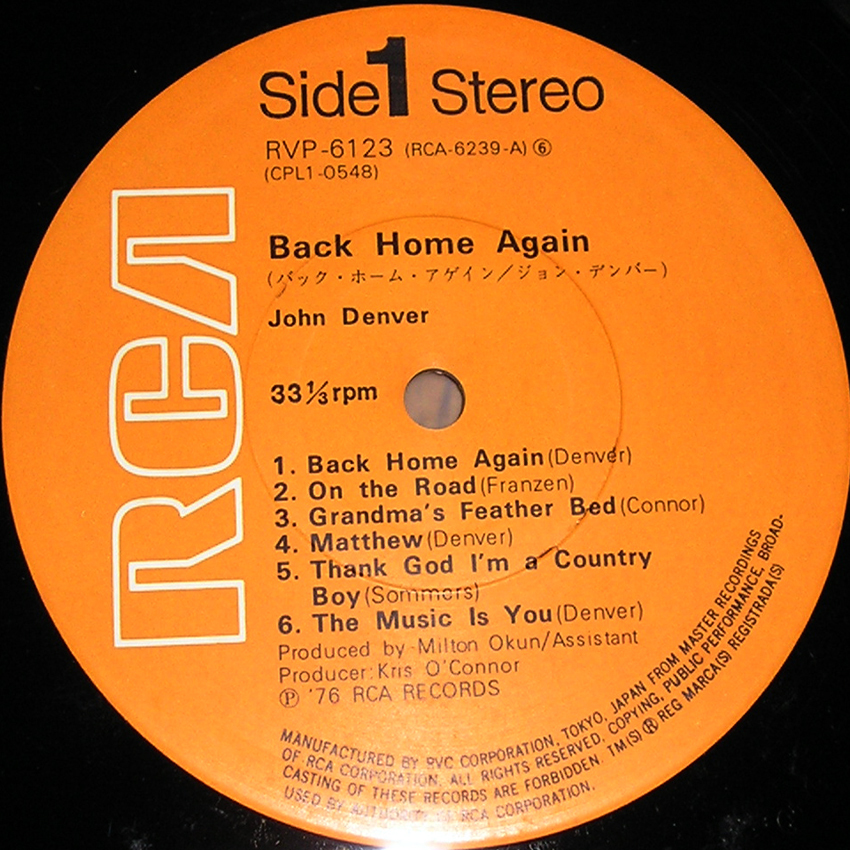 Side 1 Stereo
RVP-6123 (RCA-6239-A) ⑥
(CPL1-0548)
RCA
Back Home Again
(バック・ホーム・アゲイン/ジョン・デンバー)
John Denver
33⅓rpm
1. Back Home Again (Denver)
2. On the Road (Franzen)
3. Grandma's Feather Bed (Connor)
4. Matthew (Denver)
5. Thank God I'm a Country
Boy (Sommers)
6. The Music Is You (Denver)
Produced by Milton Okun/Assistant
Producer: Kris O'Connor
Ⓟ '76 RCA RECORDS
MANUFACTURED BY RVC CORPORATION, TOKYO, JAPAN FROM MASTER RECORDINGS
OF RCA CORPORATION. ALL RIGHTS RESERVED. COPYING, PUBLIC PERFORMANCE, BROAD-
CASTING OF THESE RECORDS ARE FORBIDDEN. TM(S) ® REG MARCA(S) REGISTRADA(S)
USED BY AUTHORITY OF RCA CORPORATION.